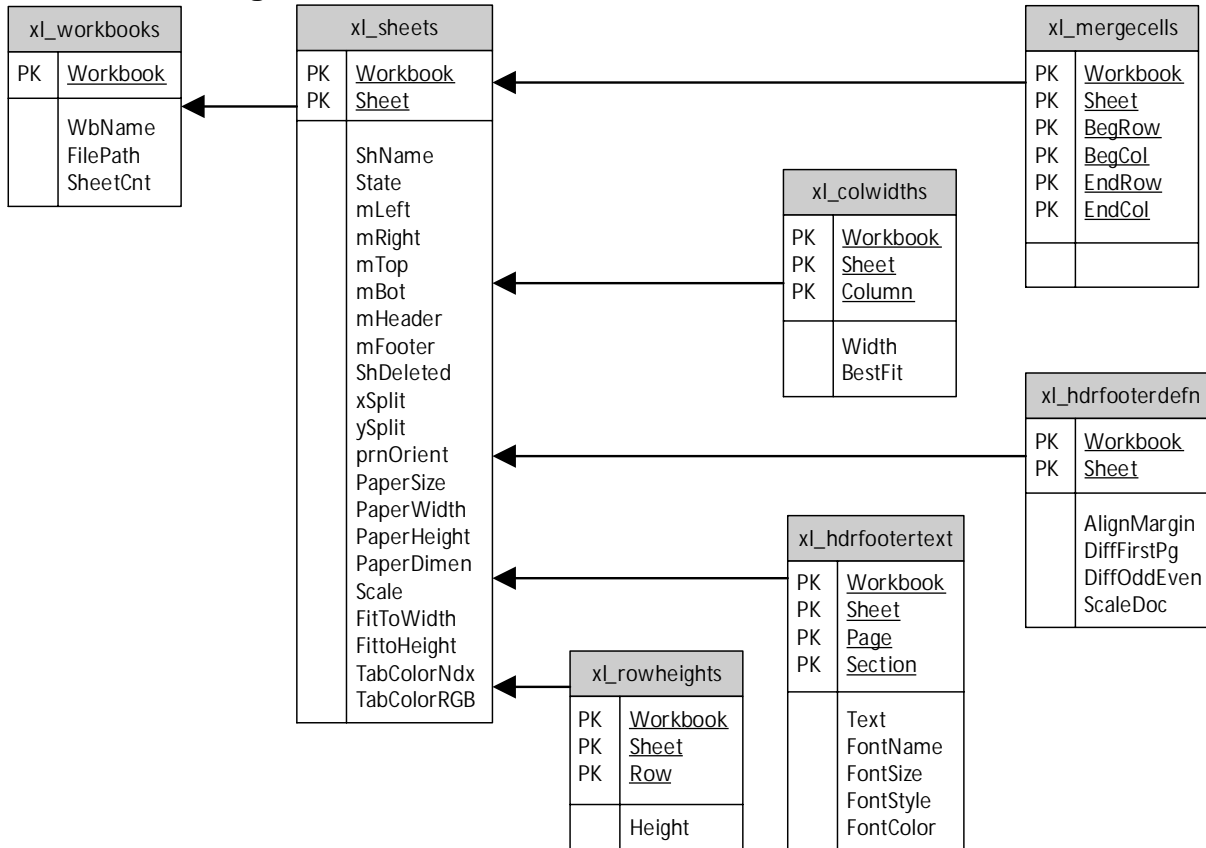 xl_workbooks
PK Workbook
WbName
FilePath
SheetCnt
xl_sheets
PK Workbook
PK Sheet
ShName
State
mLeft
mRight
mTop
mBot
mHeader
mFooter
ShDeleted
xSplit
ySplit
prnOrient
PaperSize
PaperWidth
PaperHeight
PaperDimen
Scale
FitToWidth
FittoHeight
TabColorNdx
TabColorRGB
xl_mergecells
PK Workbook
PK Sheet
PK BegRow
PK BegCol
PK EndRow
PK EndCol
xl_colwidths
PK Workbook
PK Sheet
PK Column
Width
BestFit
xl_hdrfooterdefn
PK Workbook
PK Sheet
AlignMargin
DiffFirstPg
DiffOddEven
ScaleDoc
xl_hdrfootertext
PK Workbook
PK Sheet
PK Page
PK Section
Text
FontName
FontSize
FontStyle
FontColor
xl_rowheights
PK Workbook
PK Sheet
PK Row
Height